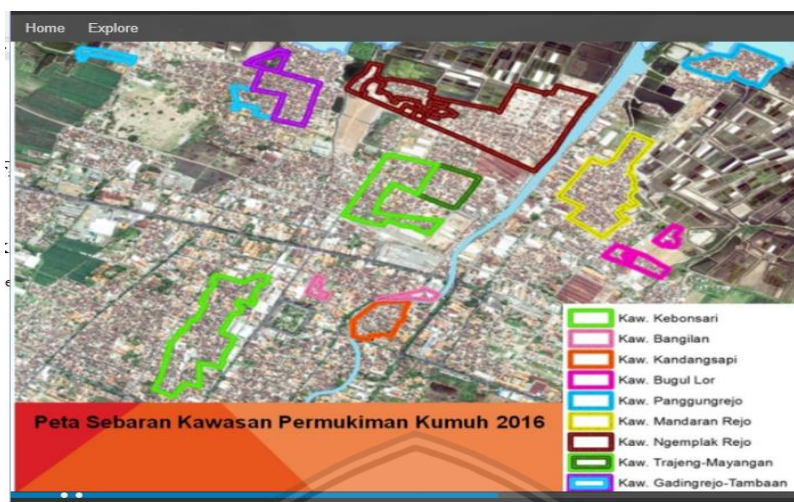 Home Explore
Kaw. Kebonsari
Kaw. Bangilan
Kaw. Kandangsapi
Kaw. Bugul Lor
Kaw. Panggungrejo
Kaw. Mandaran Rejo
Kaw. Ngemplak Rejo
Kaw. Trajeng-Mayangan
Kaw. Gadingrejo-Tambaan
Peta Sebaran Kawasan Permukiman Kumuh 2016